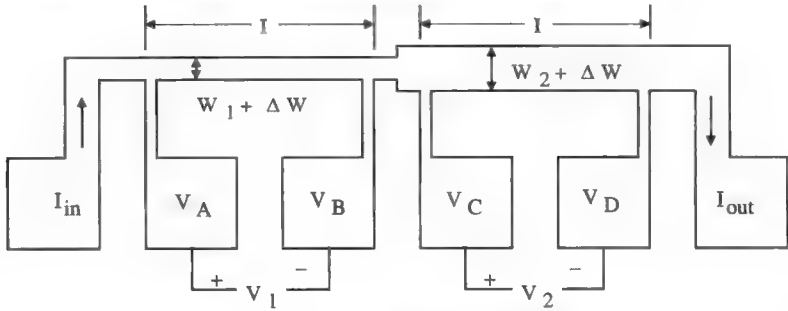 l l
W 1 + Δ W W 2 + Δ W
I in V A V B V C V D I out
+ − + −
V 1 V 2